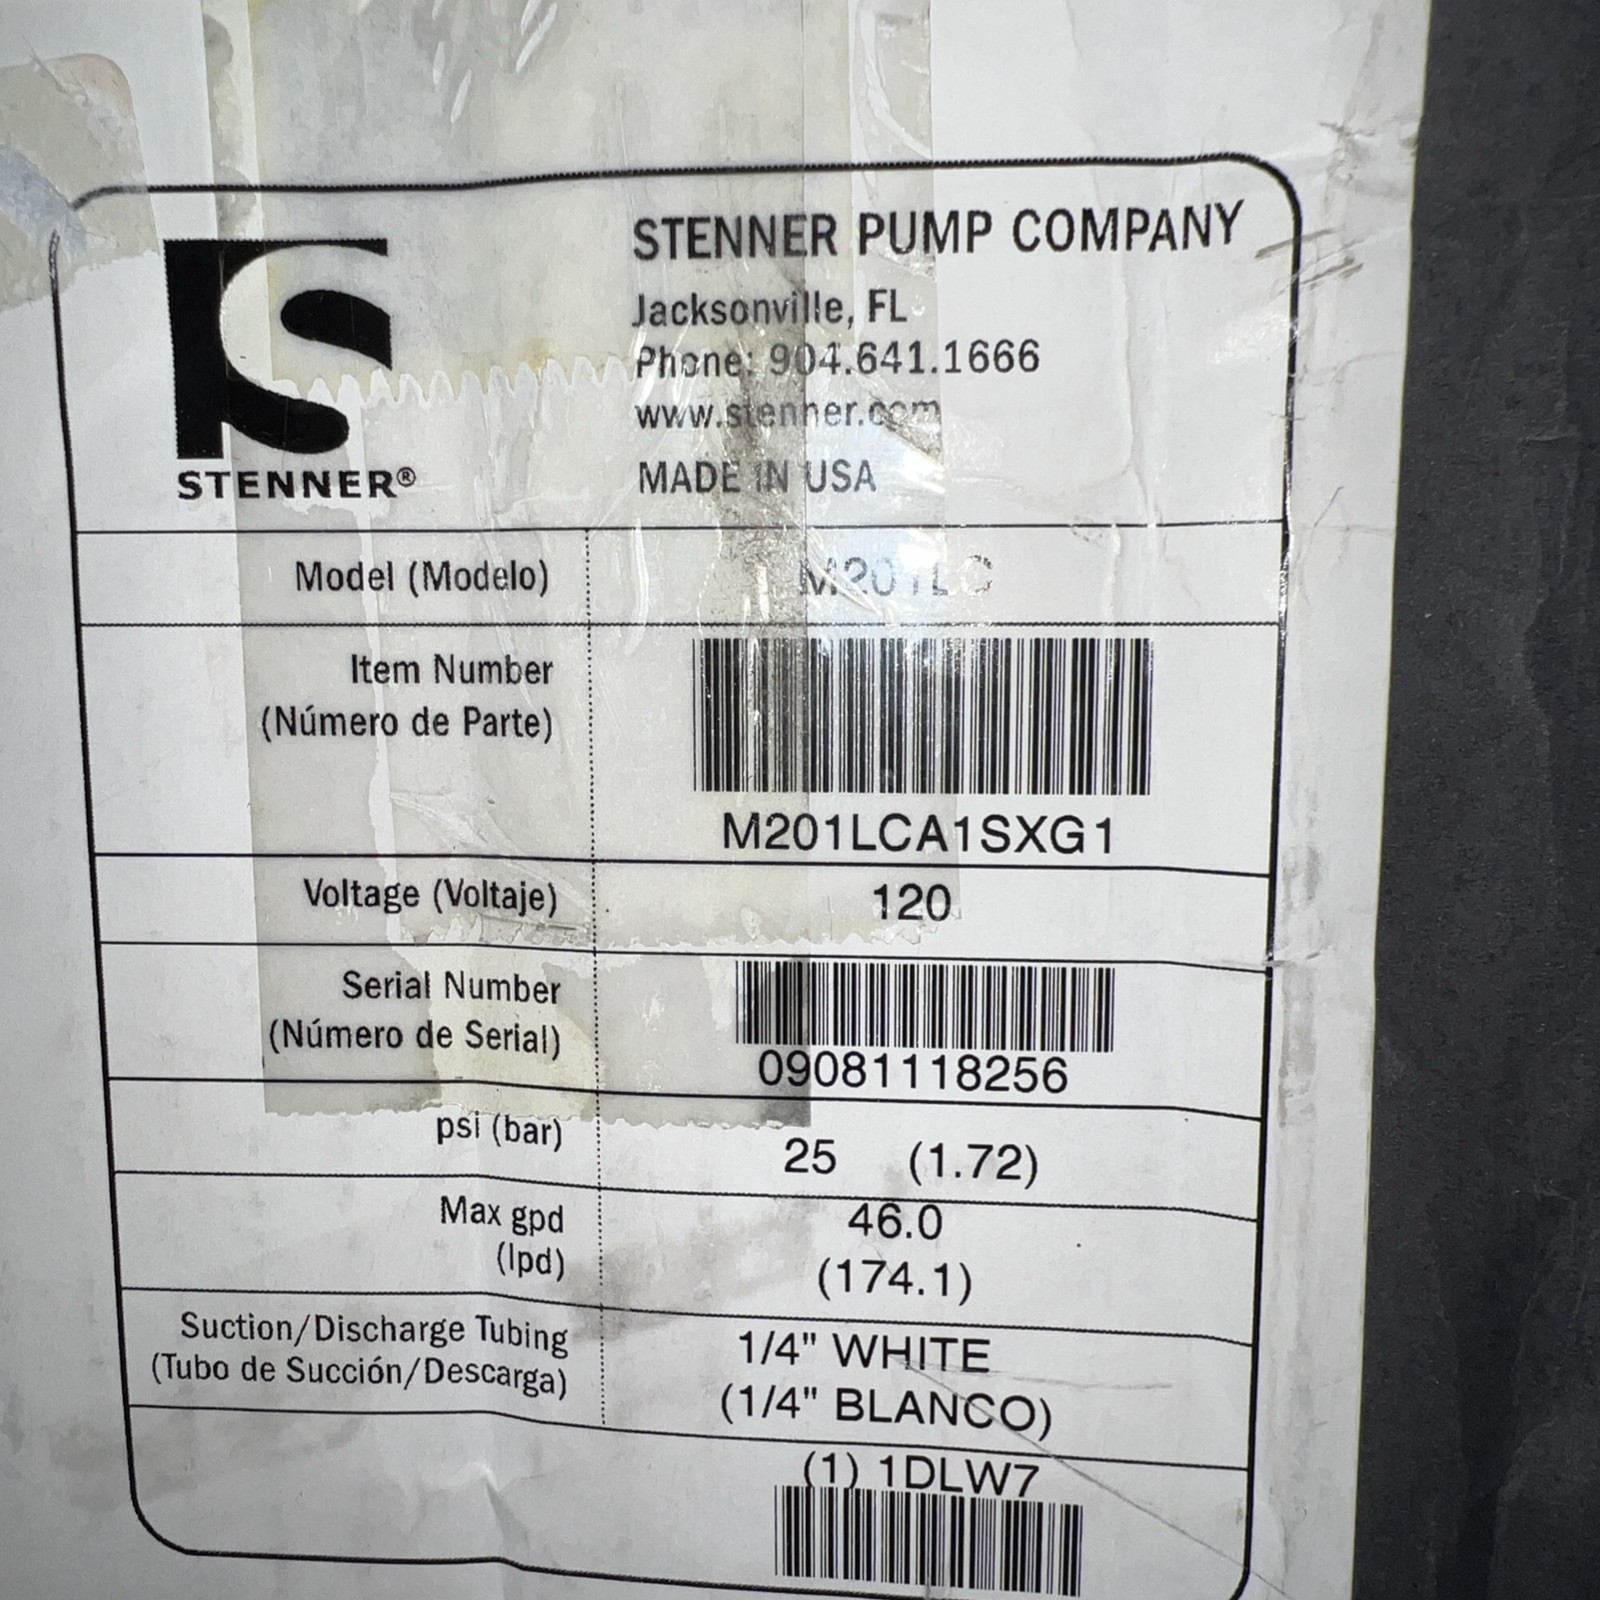 STENNER PUMP COMPANY
Jacksonville, FL
Phone: 904.641.1666
www.stenner.com
MADE IN USA
STENNER®
Model (Modelo) M201LC
Item Number
(Número de Parte)
M201LCA1SXG1
Voltage (Voltaje) 120
Serial Number
(Número de Serial)
09081118256
psi (bar) 25 (1.72)
Max gpd 46.0
(lpd) (174.1)
Suction/Discharge Tubing 1/4" WHITE
(Tubo de Succión/Descarga) (1/4" BLANCO)
(1) 1DLW7